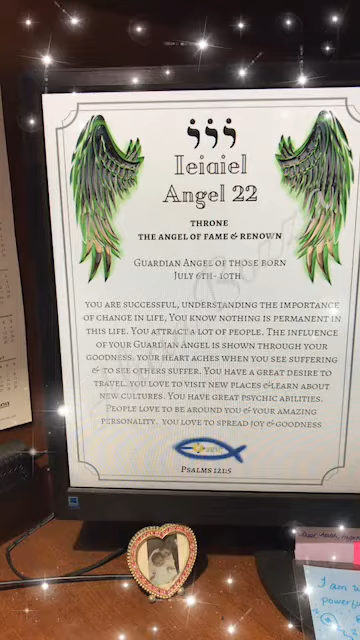 ייי
Ieiaiel
Angel 22
THRONE
THE ANGEL OF FAME & RENOWN
GUARDIAN ANGEL OF THOSE BORN
JULY 6TH- 10TH
YOU ARE SUCCESSFUL, UNDERSTANDING THE IMPORTANCE
OF CHANGE IN LIFE, YOU KNOW NOTHING IS PERMANENT IN
THIS LIFE. YOU ATTRACT A LOT OF PEOPLE. THE INFLUENCE
OF YOUR GUARDIAN ANGEL IS SHOWN THROUGH YOUR
GOODNESS. YOUR HEART ACHES WHEN YOU SEE SUFFERING
& TO SEE OTHERS SUFFER. YOU HAVE A GREAT DESIRE TO
TRAVEL. YOU LOVE TO VISIT NEW PLACES &LEARN ABOUT
NEW CULTURES. YOU HAVE GREAT PSYCHIC ABILITIES.
PEOPLE LOVE TO BE AROUND YOU & YOUR AMAZING
PERSONALITY. YOU LOVE TO SPREAD JOY & GOODNESS
PSALMS 121:5
I am
powerf